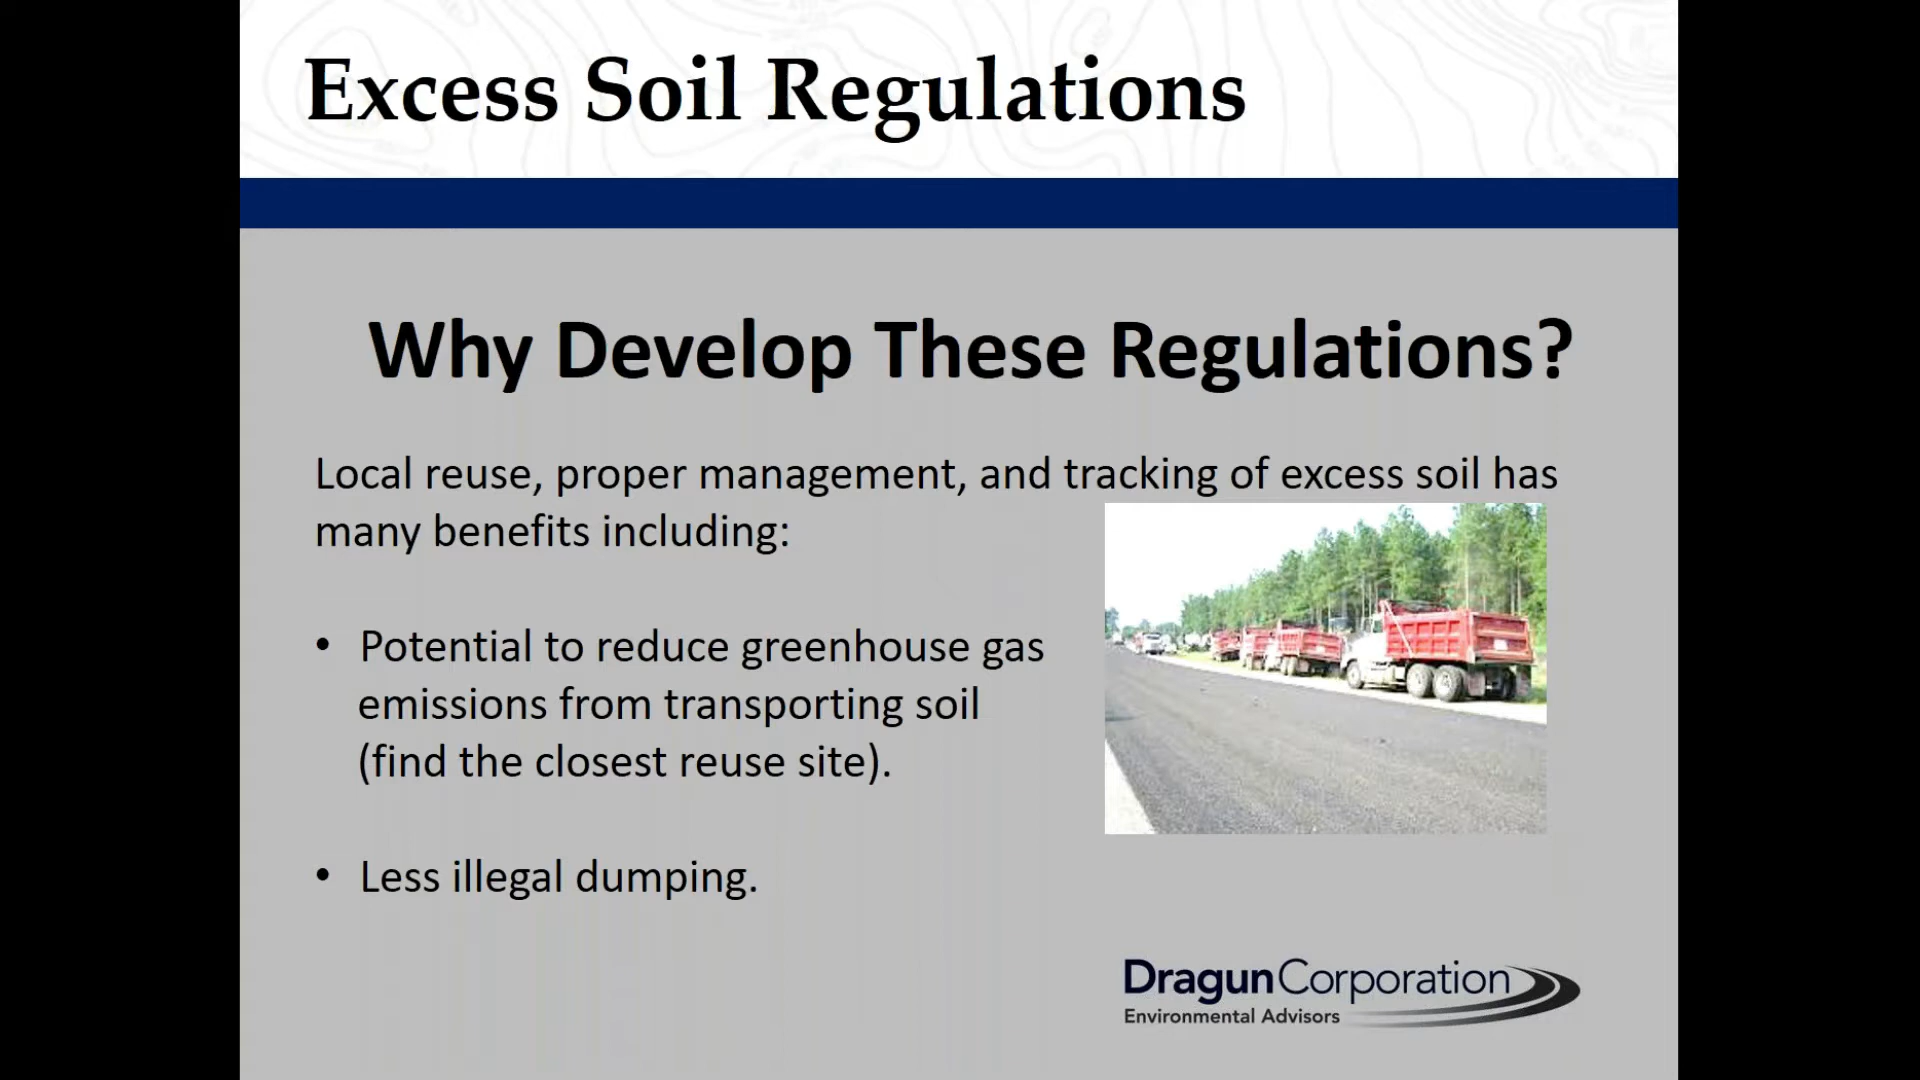 Excess Soil Regulations
Why Develop These Regulations?
Local reuse, proper management, and tracking of excess soil has
many benefits including:
• Potential to reduce greenhouse gas
emissions from transporting soil
(find the closest reuse site).
• Less illegal dumping.
DragunCorporation
Environmental Advisors